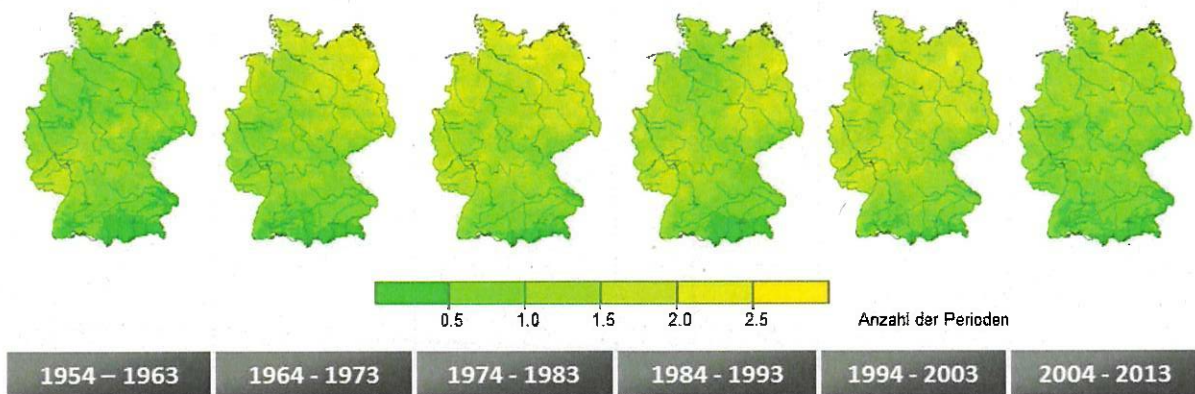 0.5 1.0 1.5 2.0 2.5 Anzahl der Perioden
1954 – 1963 1964 - 1973 1974 - 1983 1984 - 1993 1994 - 2003 2004 - 2013